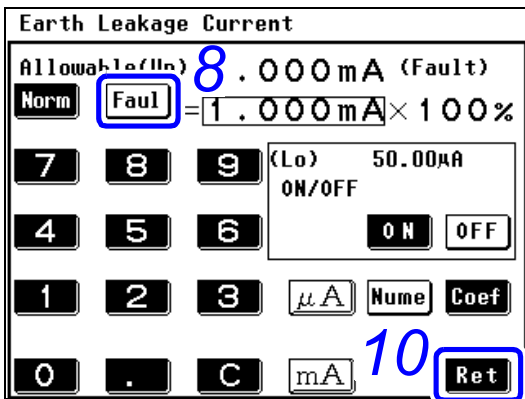 Earth Leakage Current
Allowable(Up) 8 .000mA (Fault)
Norm Faul =1.000mA×100%
7 8 9 (Lo) 50.00µA
ON/OFF
4 5 6 ON OFF
1 2 3 µA Nume Coef
0 . C mA 10 Ret